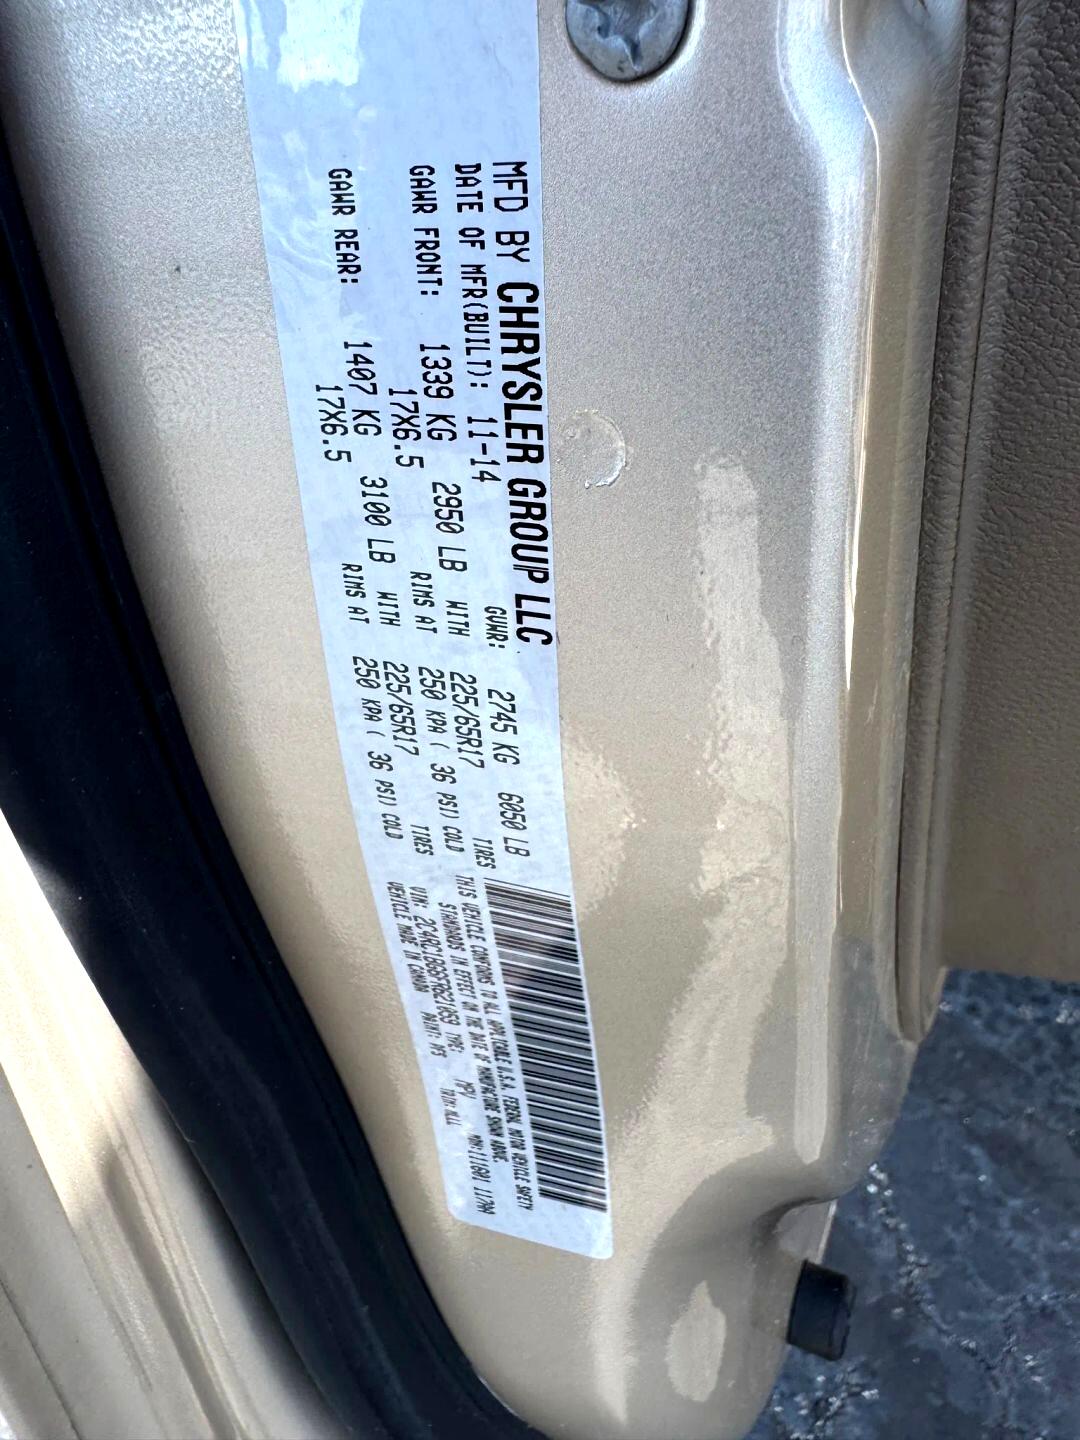 MFD BY CHRYSLER GROUP LLC
DATE OF MFR(BUILT): 11-14 GVWR: 2745 KG 6050 LB
GAWR FRONT: 1339 KG 2950 LB WITH 225/65R17 TIRES
17X6.5 RIMS AT 250 KPA ( 36 PSI) COLD
GAWR REAR: 1407 KG 3100 LB WITH 225/65R17 TIRES
17X6.5 RIMS AT 250 KPA ( 36 PSI) COLD
THIS VEHICLE CONFORMS TO ALL APPLICABLE U.S.A. FEDERAL MOTOR VEHICLE SAFETY
STANDARDS IN EFFECT ON THE DATE OF MANUFACTURE SHOWN ABOVE.
VIN: TYPE: MPV
VEHICLE MADE IN CANADA PAINT: